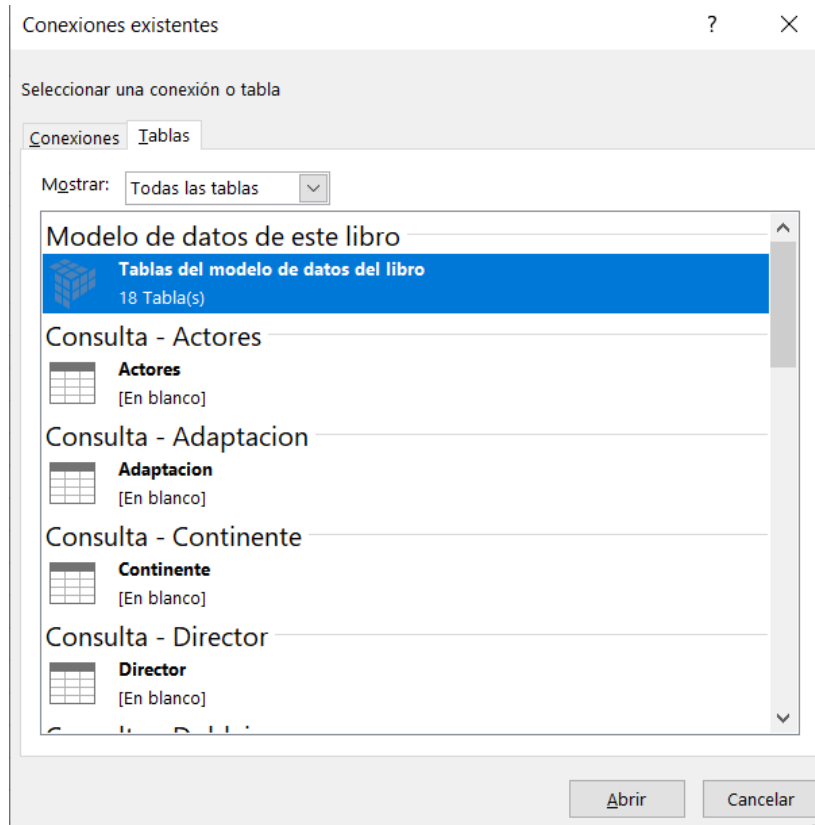 Conexiones existentes
?
Seleccionar una conexión o tabla
Conexiones
Tablas
Mostrar: Todas las tablas
Modelo de datos de este libro
Tablas del modelo de datos del libro
18 Tabla(s)
Consulta - Actores
Actores
[En blanco]
Consulta - Adaptacion
Adaptacion
[En blanco]
Consulta - Continente
Continente
[En blanco]
Consulta - Director
Director
[En blanco]
Abrir
Cancelar